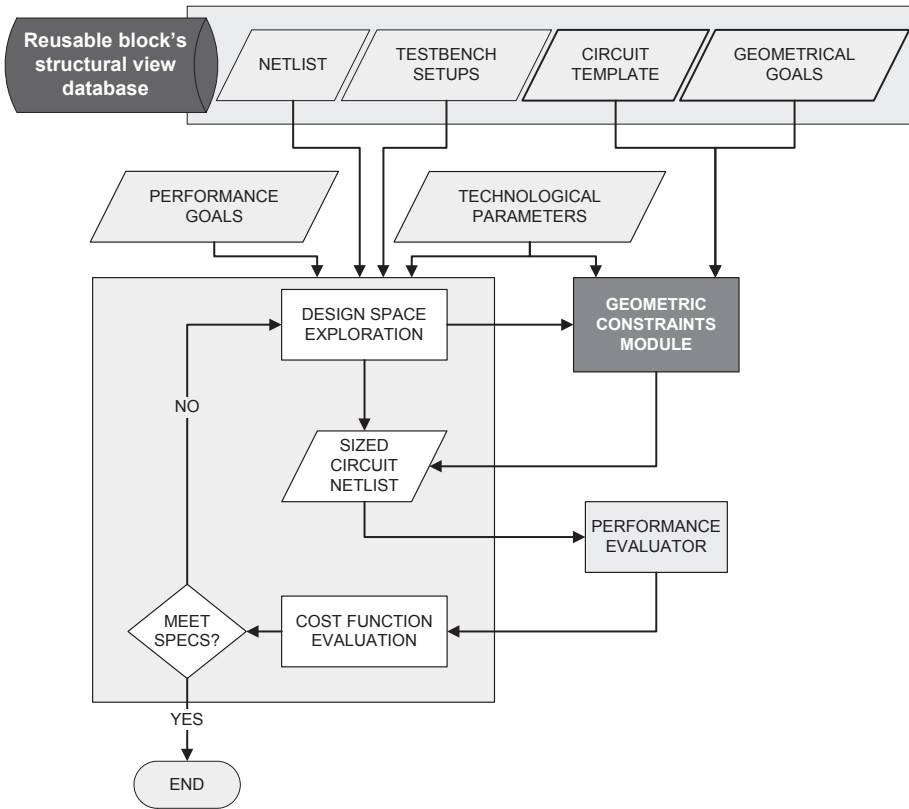 Reusable block's
structural view
database
NETLIST
TESTBENCH
SETUPS
CIRCUIT
TEMPLATE
GEOMETRICAL
GOALS
PERFORMANCE
GOALS
TECHNOLOGICAL
PARAMETERS
DESIGN SPACE
EXPLORATION
GEOMETRIC
CONSTRAINTS
MODULE
NO
SIZED
CIRCUIT
NETLIST
PERFORMANCE
EVALUATOR
MEET
SPECS?
COST FUNCTION
EVALUATION
YES
END